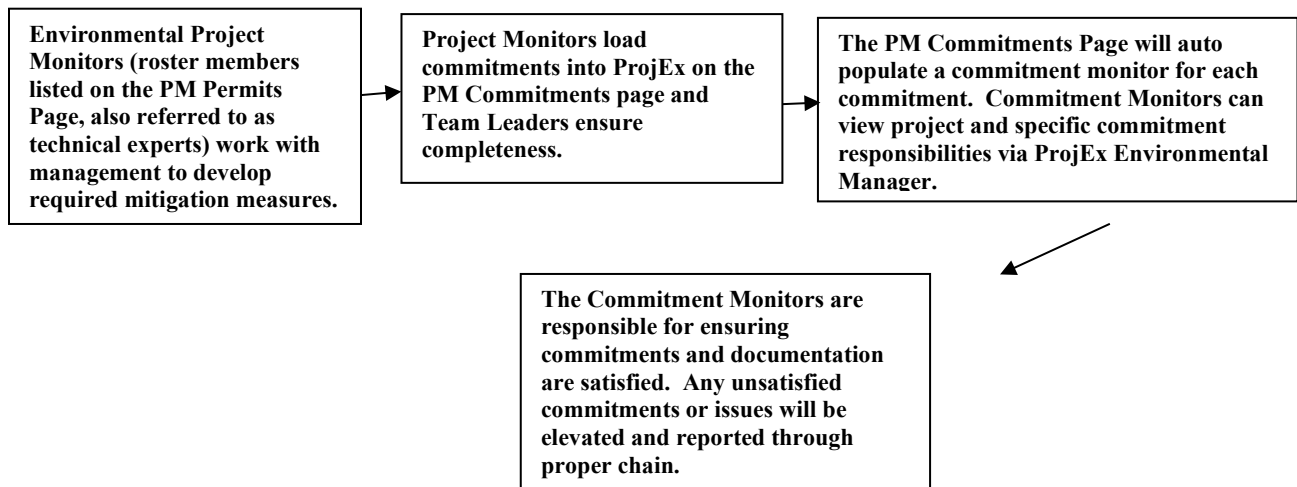 Environmental Project
Monitors (roster members
listed on the PM Permits
Page, also referred to as
technical experts) work with
management to develop
required mitigation measures.
Project Monitors load
commitments into ProjEx on the
PM Commitments page and
Team Leaders ensure
completeness.
The PM Commitments Page will auto
populate a commitment monitor for each
commitment.  Commitment Monitors can
view project and specific commitment
responsibilities via ProjEx Environmental
Manager.
The Commitment Monitors are
responsible for ensuring
commitments and documentation
are satisfied.  Any unsatisfied
commitments or issues will be
elevated and reported through
proper chain.